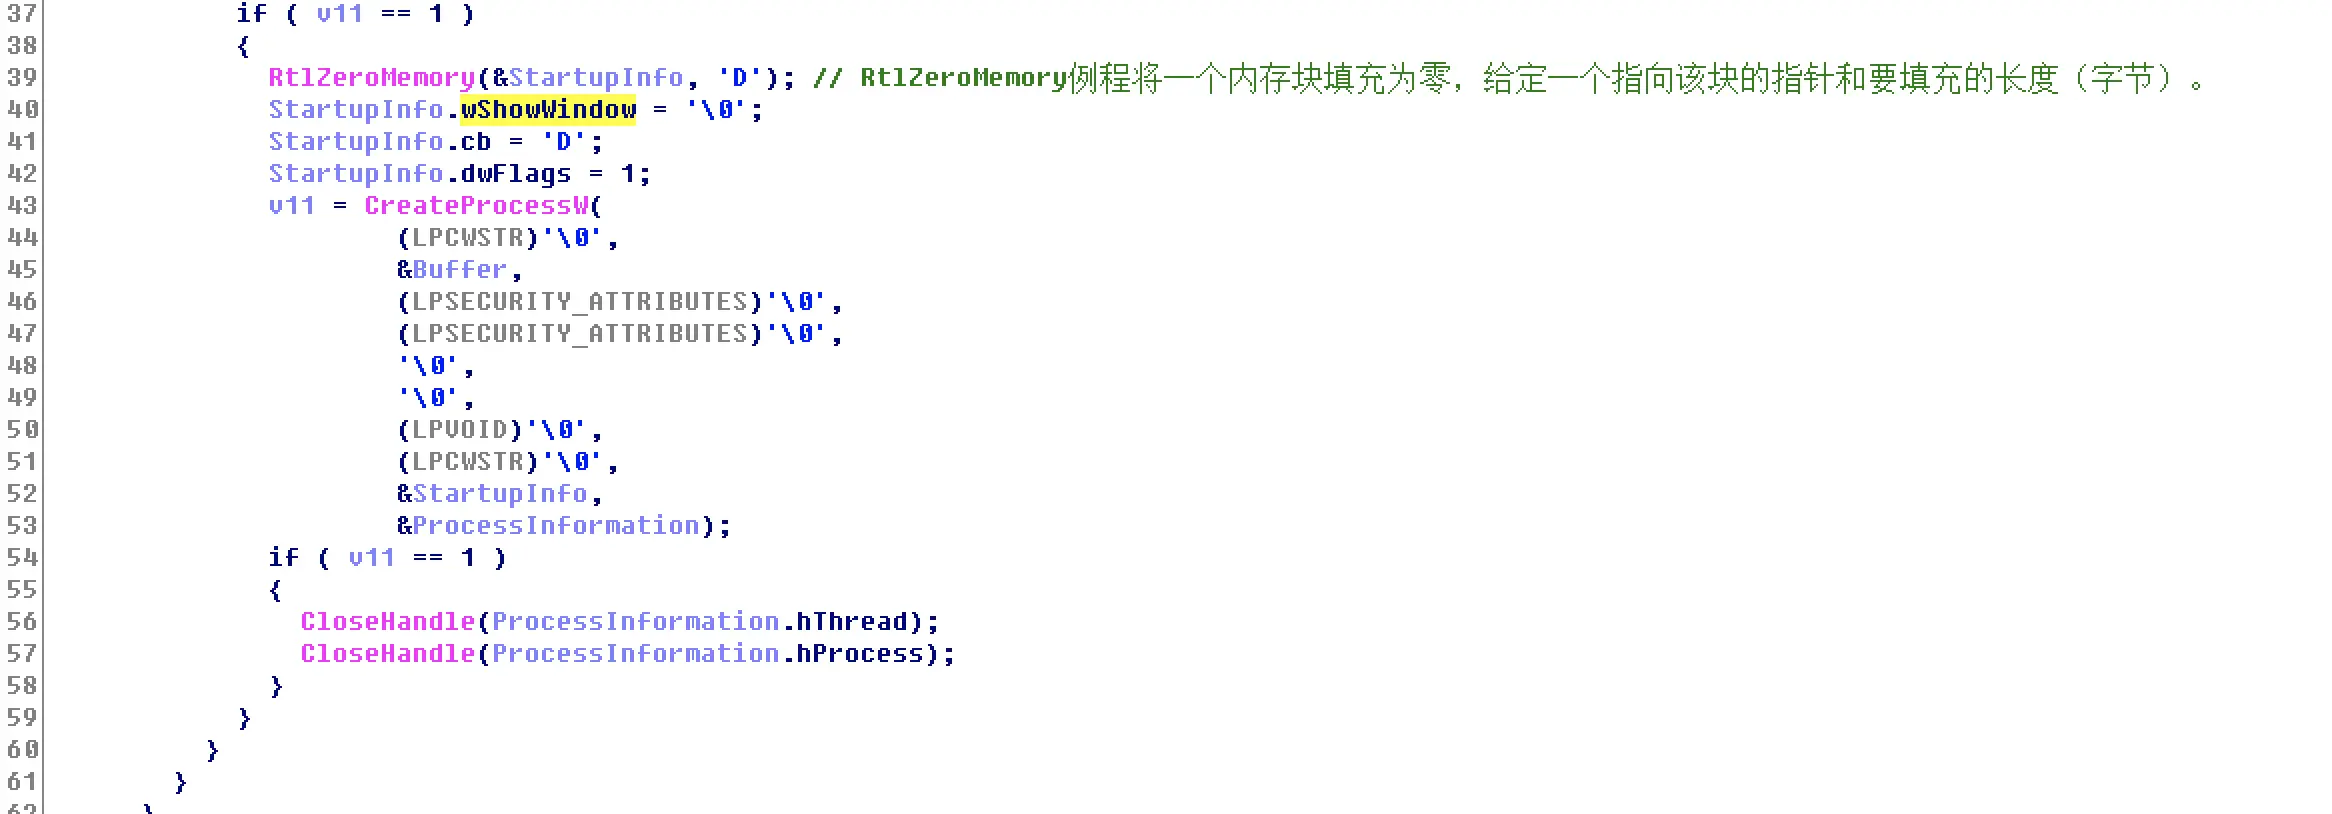 37 if ( v11 == 1 )
38 {
39 RtlZeroMemory(&StartupInfo, 'D'); // RtlZeroMemory例程将一个内存块填充为零，给定一个指向该块的指针和要填充的长度（字节）。
40 StartupInfo.wShowWindow = '\0';
41 StartupInfo.cb = 'D';
42 StartupInfo.dwFlags = 1;
43 v11 = CreateProcessW(
44 (LPCWSTR)'\0',
45 &Buffer,
46 (LPSECURITY_ATTRIBUTES)'\0',
47 (LPSECURITY_ATTRIBUTES)'\0',
48 '\0',
49 '\0',
50 (LPVOID)'\0',
51 (LPCWSTR)'\0',
52 &StartupInfo,
53 &ProcessInformation);
54 if ( v11 == 1 )
55 {
56 CloseHandle(ProcessInformation.hThread);
57 CloseHandle(ProcessInformation.hProcess);
58 }
59 }
60 }
61 }
62 }